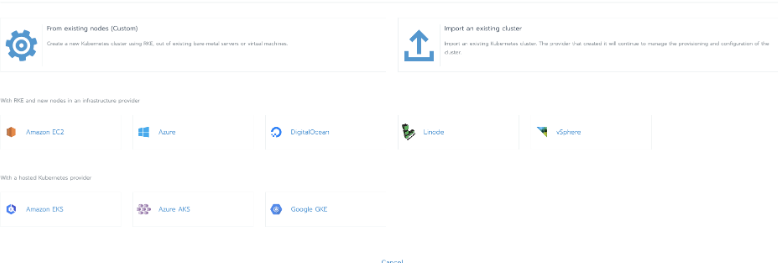 From existing nodes (Custom)
Create a new Kubernetes cluster using RKE, out of existing bare-metal servers or virtual machines.
Import an existing cluster
Import an existing Kubernetes cluster. The provider that created it will continue to manage the provisioning and configuration of the
cluster.
With RKE and new nodes in an infrastructure provider
Amazon EC2
Azure
DigitalOcean
Linode
vSphere
With a hosted Kubernetes provider
Amazon EKS
Azure AKS
Google GKE
Cancel